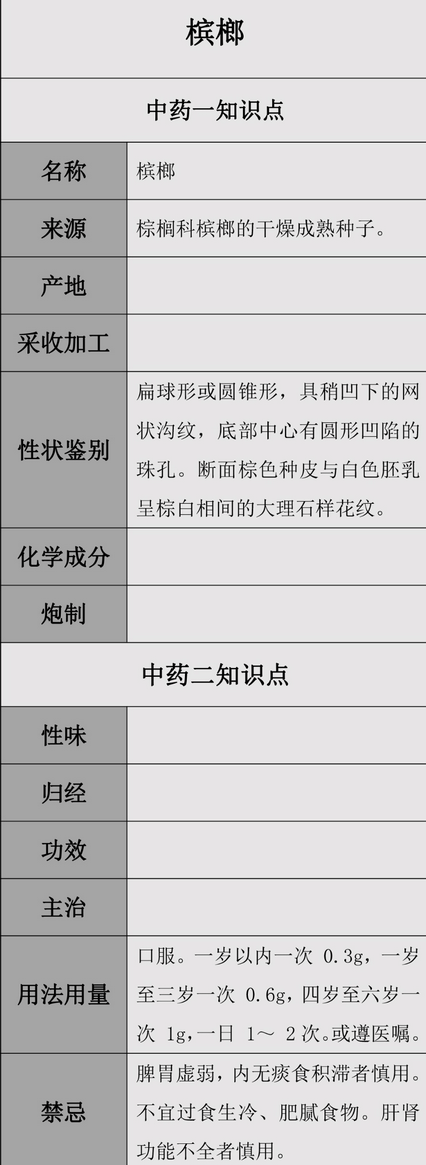 槟榔
中药一知识点
名称
槟榔
来源
棕榈科槟榔的干燥成熟种子。
产地
采收加工
性状鉴别
扁球形或圆锥形，具稍凹下的网
状沟纹，底部中心有圆形凹陷的
珠孔。断面棕色种皮与白色胚乳
呈棕白相间的大理石样花纹。
化学成分
炮制
中药二知识点
性味
归经
功效
主治
用法用量
口服。一岁以内一次 0.3g，一岁
至三岁一次 0.6g，四岁至六岁一
次 1g，一日 1～ 2 次。或遵医嘱。
禁忌
脾胃虚弱，内无痰食积滞者慎用。
不宜过食生冷、肥腻食物。肝肾
功能不全者慎用。